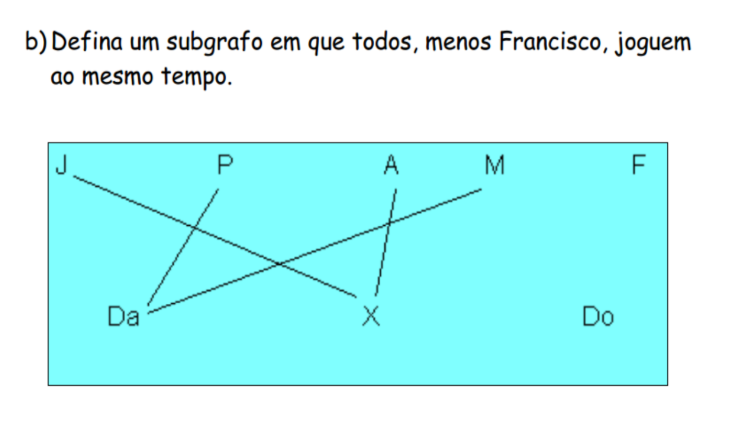 b) Defina um subgrafo em que todos, menos Francisco, joguem
ao mesmo tempo.
J P A M F
Da X Do